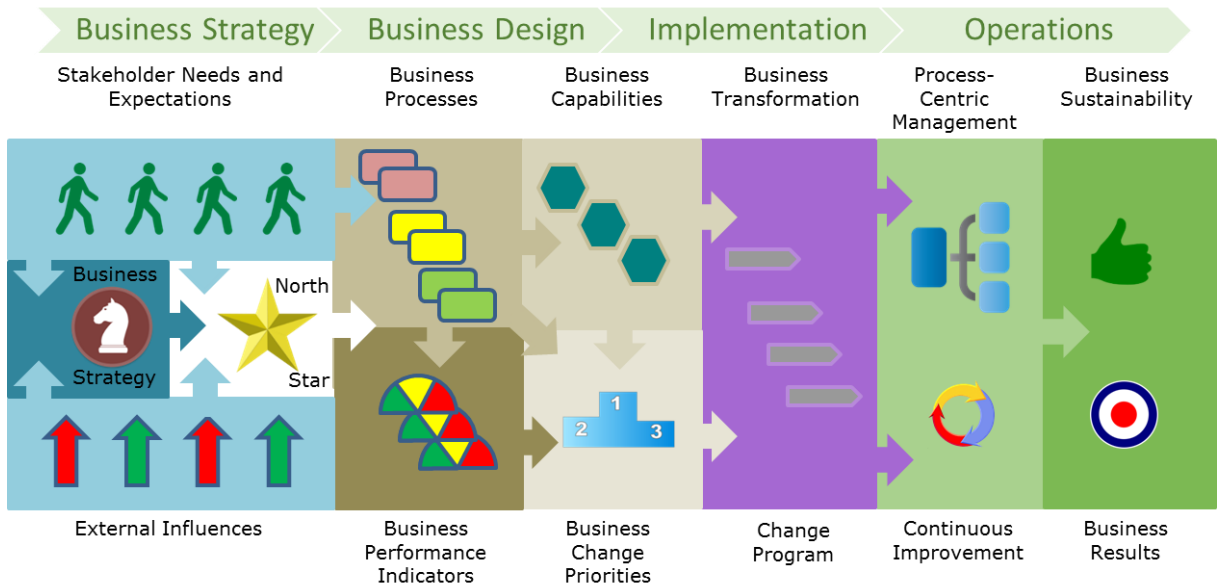 Business Strategy
Business Design
Implementation
Operations
Stakeholder Needs and
Expectations
Business
Processes
Business
Capabilities
Business
Transformation
Process-
Centric
Management
Business
Sustainability
Business
Strategy
North
Star
1
2
3
External Influences
Business
Performance
Indicators
Business
Change
Priorities
Change
Program
Continuous
Improvement
Business
Results